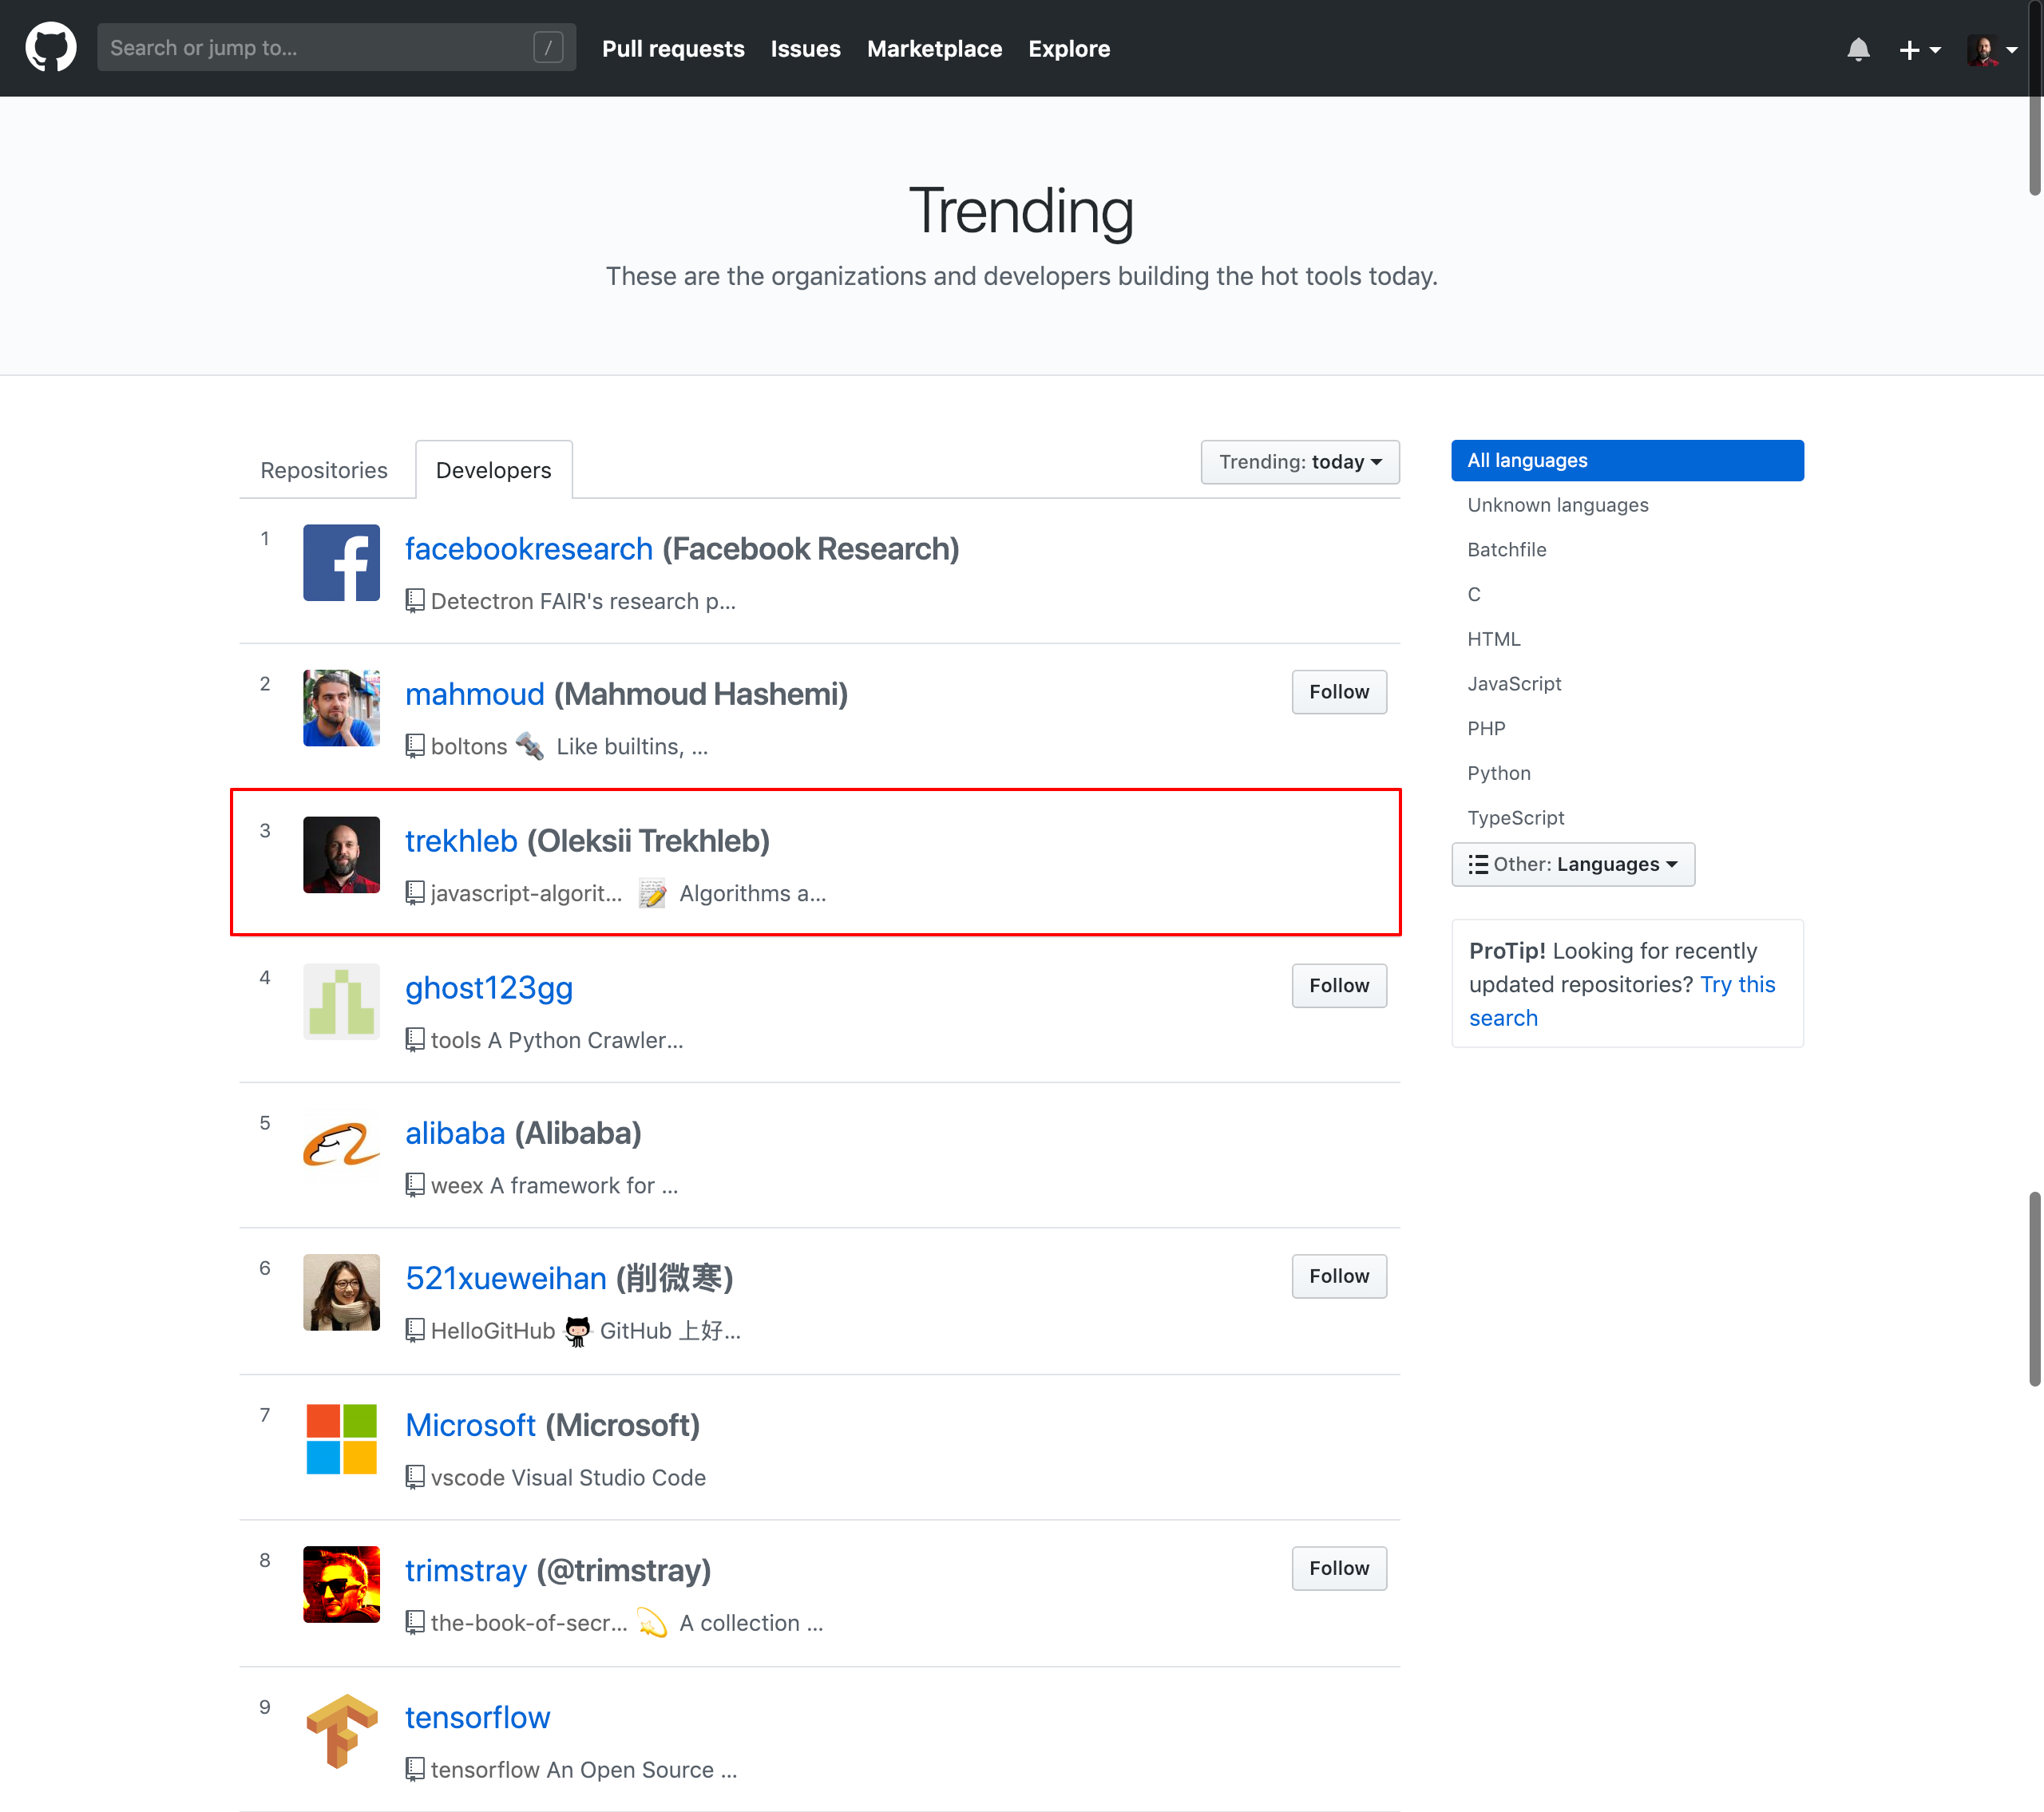 Search or jump to... /
Pull requests Issues Marketplace Explore
Trending
These are the organizations and developers building the hot tools today.
Repositories Developers Trending: today
1 facebookresearch (Facebook Research)
Detectron FAIR's research p...
2 mahmoud (Mahmoud Hashemi) Follow
boltons Like builtins, ...
3 trekhleb (Oleksii Trekhleb)
javascript-algorit... Algorithms a...
4 ghost123gg Follow
tools A Python Crawler...
5 alibaba (Alibaba)
weex A framework for ...
6 521xueweihan (削微寒) Follow
HelloGitHub GitHub 上好...
7 Microsoft (Microsoft)
vscode Visual Studio Code
8 trimstray (@trimstray) Follow
the-book-of-secr... A collection ...
9 tensorflow
tensorflow An Open Source ...
All languages
Unknown languages
Batchfile
C
HTML
JavaScript
PHP
Python
TypeScript
Other: Languages
ProTip! Looking for recently
updated repositories? Try this
search